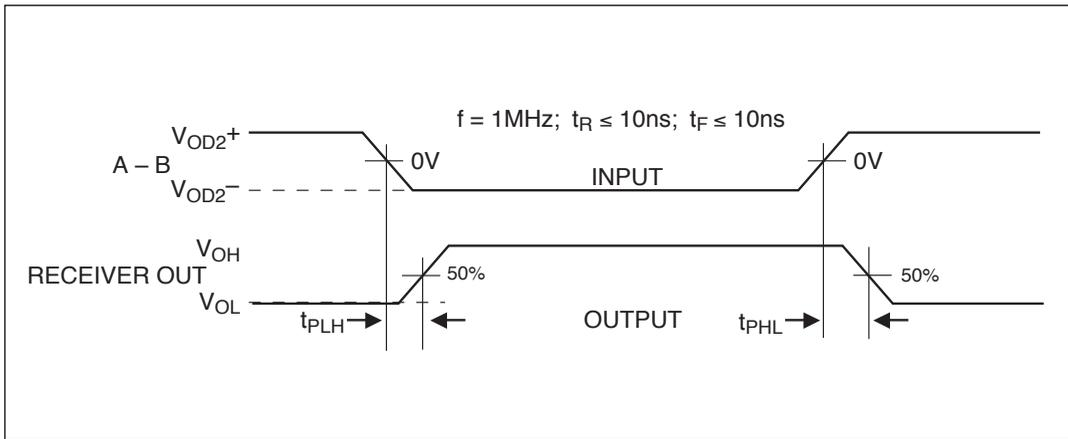 f = 1MHz; tR ≤ 10ns; tF ≤ 10ns
VOD2+
A – B
0V
0V
VOD2–
INPUT
VOH
RECEIVER OUT
50%
50%
VOL
tPLH
OUTPUT
tPHL